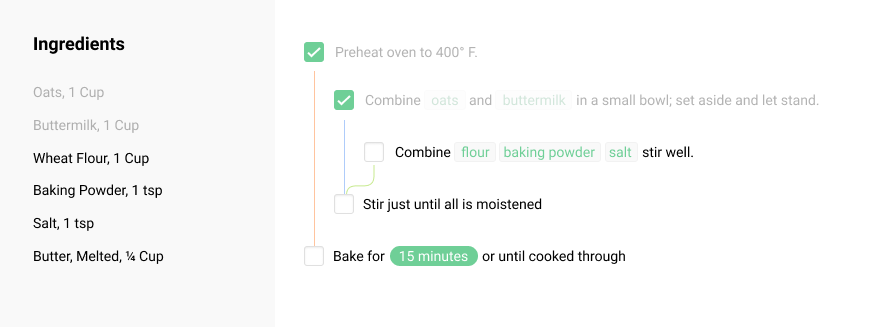 Ingredients
Oats, 1 Cup
Buttermilk, 1 Cup
Wheat Flour, 1 Cup
Baking Powder, 1 tsp
Salt, 1 tsp
Butter, Melted, ¼ Cup
Preheat oven to 400° F.
Combine oats and buttermilk in a small bowl; set aside and let stand.
Combine flour baking powder salt stir well.
Stir just until all is moistened
Bake for 15 minutes or until cooked through